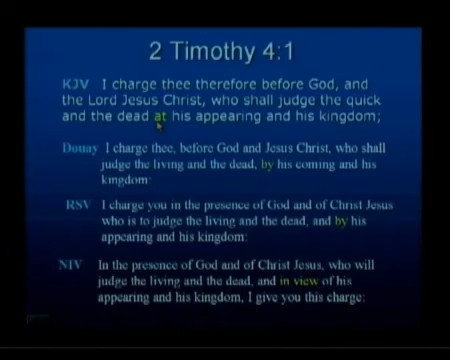 2 Timothy 4:1
KJV I charge thee therefore before God, and
the Lord Jesus Christ, who shall judge the quick
and the dead at his appearing and his kingdom;
Douay I charge thee, before God and Jesus Christ, who shall
judge the living and the dead, by his coming and his
kingdom:
RSV I charge you in the presence of God and of Christ Jesus
who is to judge the living and the dead, and by his
appearing and his kingdom:
NIV In the presence of God and of Christ Jesus, who will
judge the living and the dead, and in view of his
appearing and his kingdom, I give you this charge: